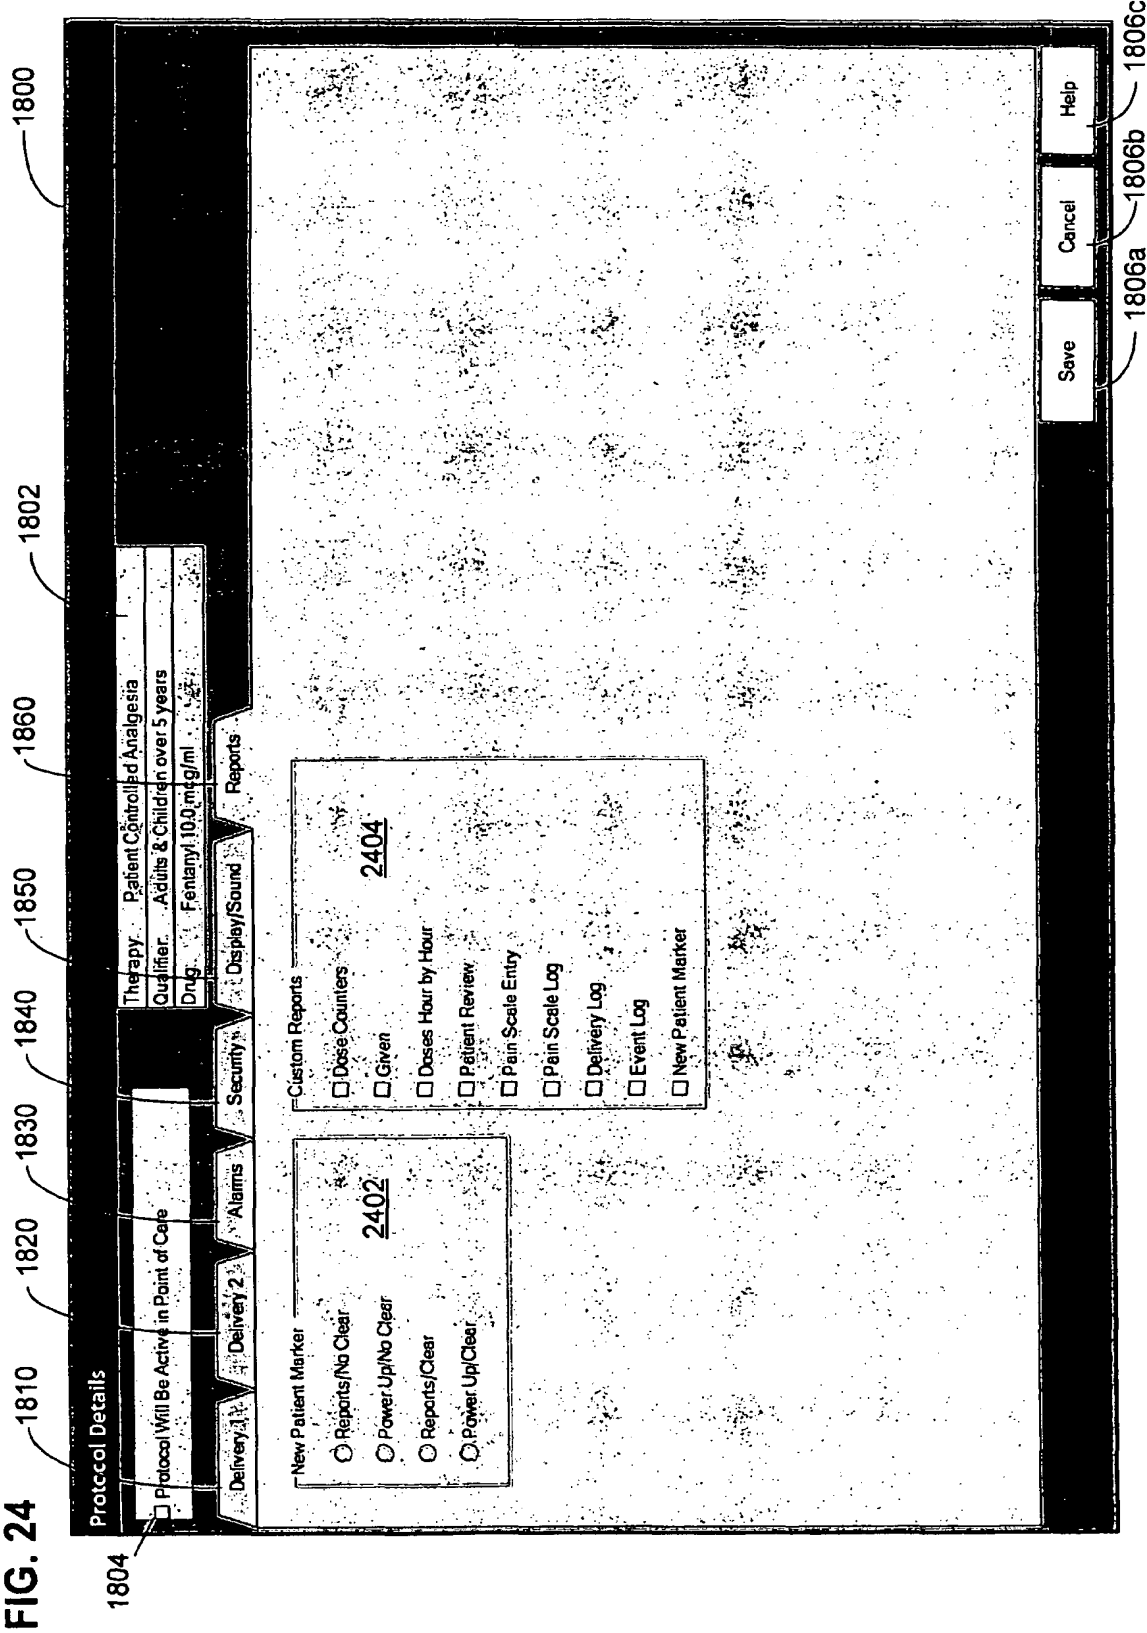 FIG. 24
1800
1802
1804
1810
1820
1830
1840
1850
1860
Protocol Details
Protocol Will Be Active in Point of Care
Therapy. Patient Controlled Analgesia
Qualifier. Adults & Children over 5 years
Drug. Fentanyl 10.0 mcg/ml
Delivery 1
Delivery 2
Alarms
Security
Display/Sound
Reports
New Patient Marker
Reports/No Clear
Power Up/No Clear
Reports/Clear
Power Up/Clear
2402
Custom Reports
Dose Counters
Given
Doses Hour by Hour
Patient Review
Pain Scale Entry
Pain Scale Log
Delivery Log
Event Log
New Patient Marker
2404
Save
Cancel
Help
1806a
1806b
1806c